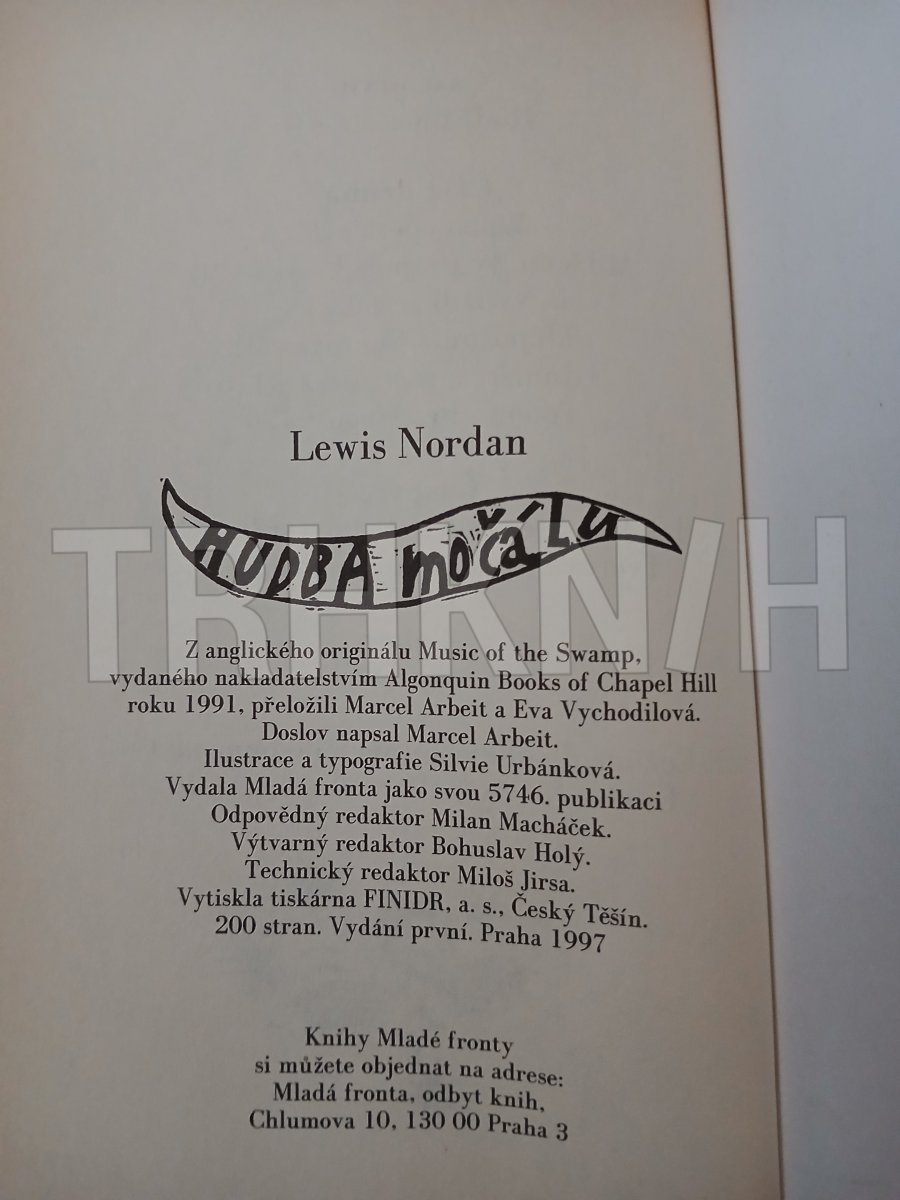 Lewis Nordan
HUDBA močálu
Z anglického originálu Music of the Swamp,
vydaného nakladatelstvím Algonquin Books of Chapel Hill
roku 1991, přeložili Marcel Arbeit a Eva Vychodilová.
Doslov napsal Marcel Arbeit.
Ilustrace a typografie Silvie Urbánková.
Vydala Mladá fronta jako svou 5746. publikaci
Odpovědný redaktor Milan Macháček.
Výtvarný redaktor Bohuslav Holý.
Technický redaktor Miloš Jirsa.
Vytiskla tiskárna FINIDR, a. s., Český Těšín.
200 stran. Vydání první. Praha 1997
Knihy Mladé fronty
si můžete objednat na adrese:
Mladá fronta, odbyt knih,
Chlumova 10, 130 00 Praha 3
TRHKNIH